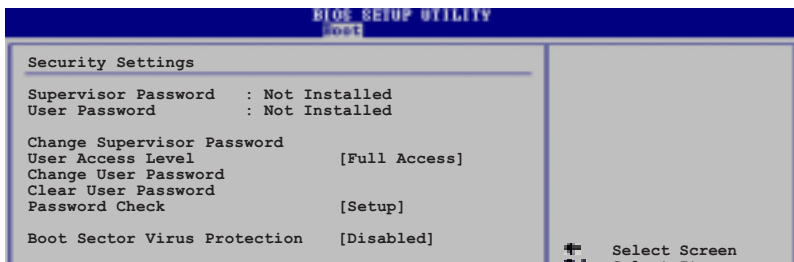 BIOS SETUP UTILITY
Boot
Security Settings
Supervisor Password : Not Installed
User Password : Not Installed
Change Supervisor Password
User Access Level [Full Access]
Change User Password
Clear User Password
Password Check [Setup]
Boot Sector Virus Protection [Disabled]
Select Screen